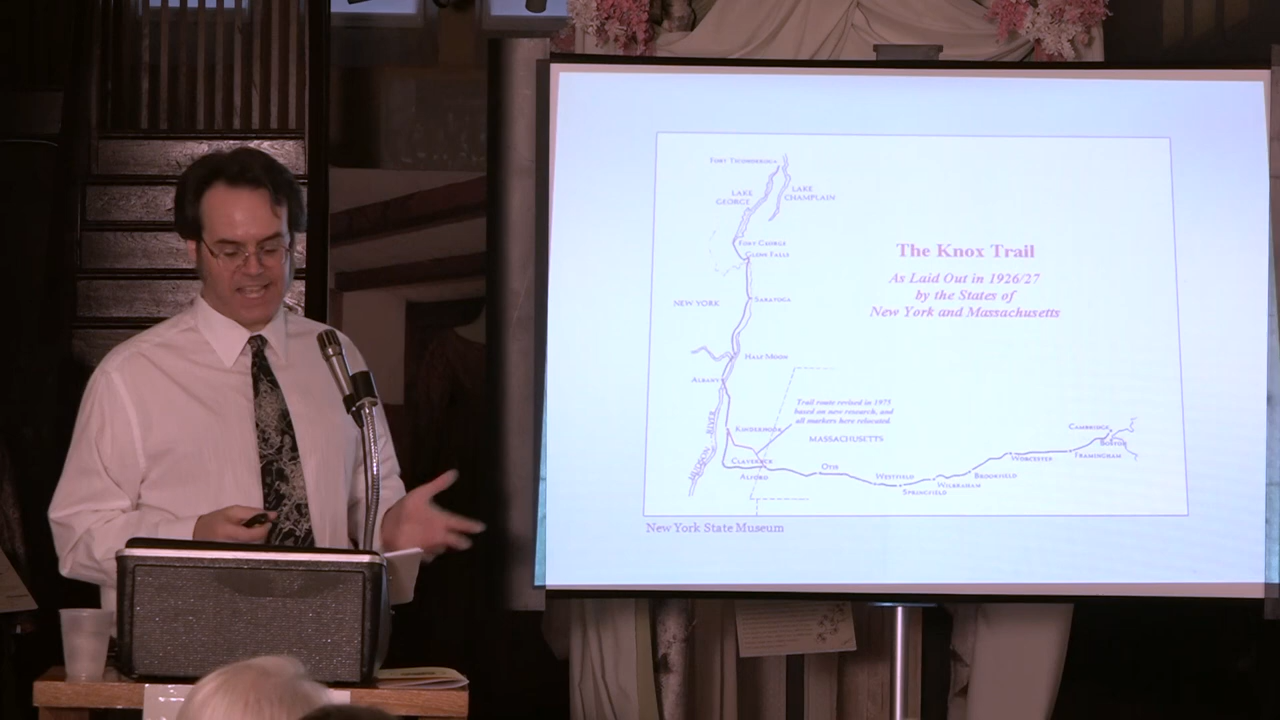 FORT TICONDEROGA
LAKE
GEORGE
LAKE
CHAMPLAIN
FORT GEORGE
GLENN FALLS
The Knox Trail
As Laid Out in 1926/27
by the States of
New York and Massachusetts
NEW YORK
SARATOGA
HALF MOON
ALBANY
Trail route revised in 1975
based on new research, and
all markers here relocated.
HUDSON RIVER
KINDERHOOK
MASSACHUSETTS
CAMBRIDGE
BOSTON
CLAVERACK
ALFORD
OTIS
WESTFIELD
SPRINGFIELD
WILBRAHAM
BROOKFIELD
WORCESTER
FRAMINGHAM
New York State Museum